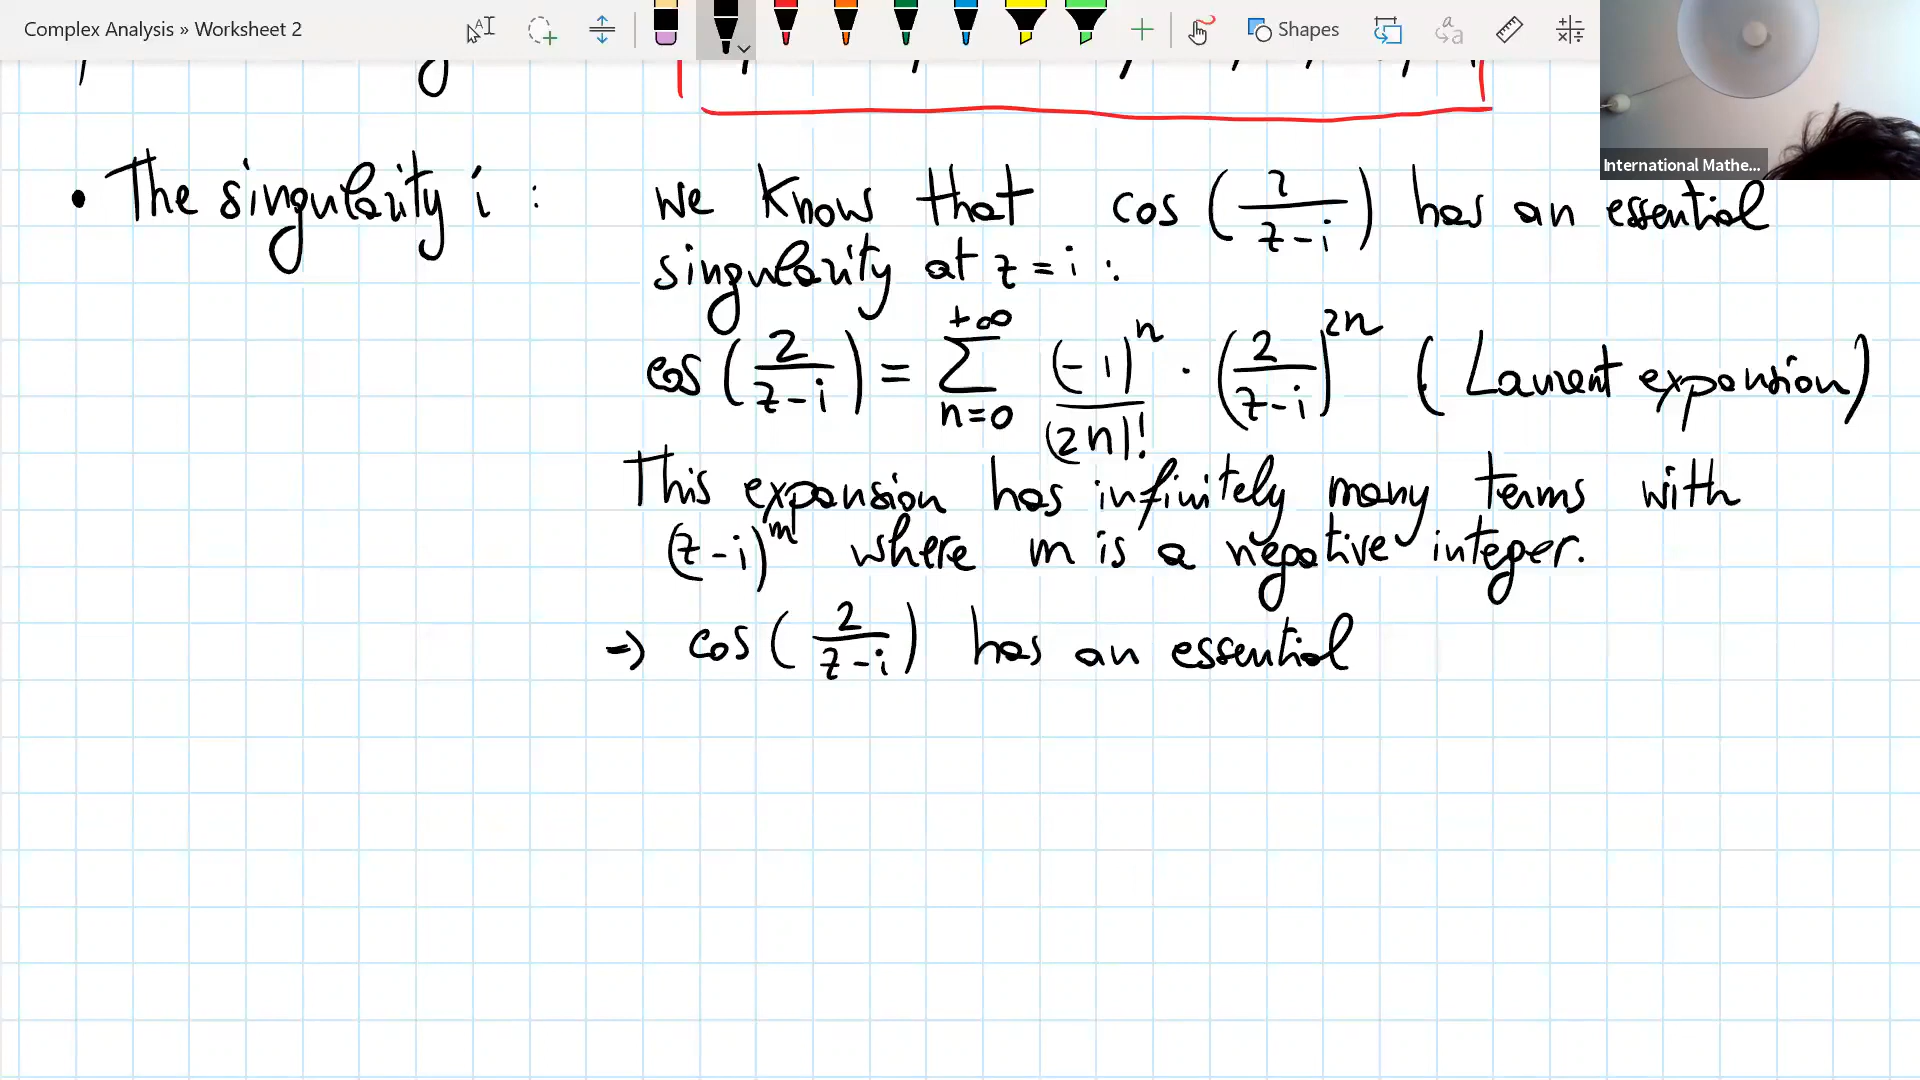 Complex Analysis » Worksheet 2
Shapes
International Mathe...
• The singularity i : we know that cos (2/(z-i)) has an essential
singularity at z = i :
cos (2/(z-i)) = ∑_{n=0}^{+∞} (-1)^n/(2n)! · (2/(z-i))^{2n} (Laurent expansion)
This expansion has infinitely many terms with
(z-i)^m where m is a negative integer.
⇒ cos (2/(z-i)) has an essential